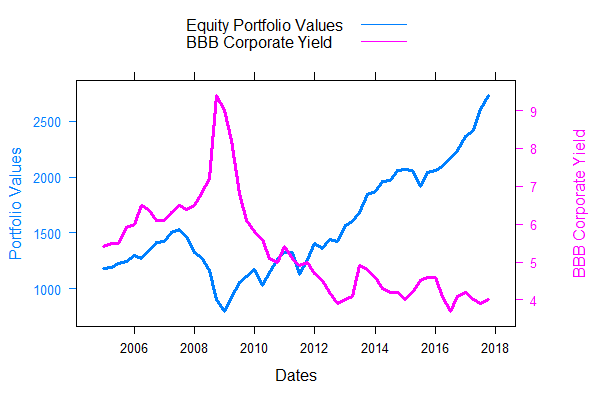 Equity Portfolio Values
BBB Corporate Yield
2500
2000
1500
1000
Portfolio Values
9
8
7
6
5
4
BBB Corporate Yield
2006 2008 2010 2012 2014 2016 2018
Dates